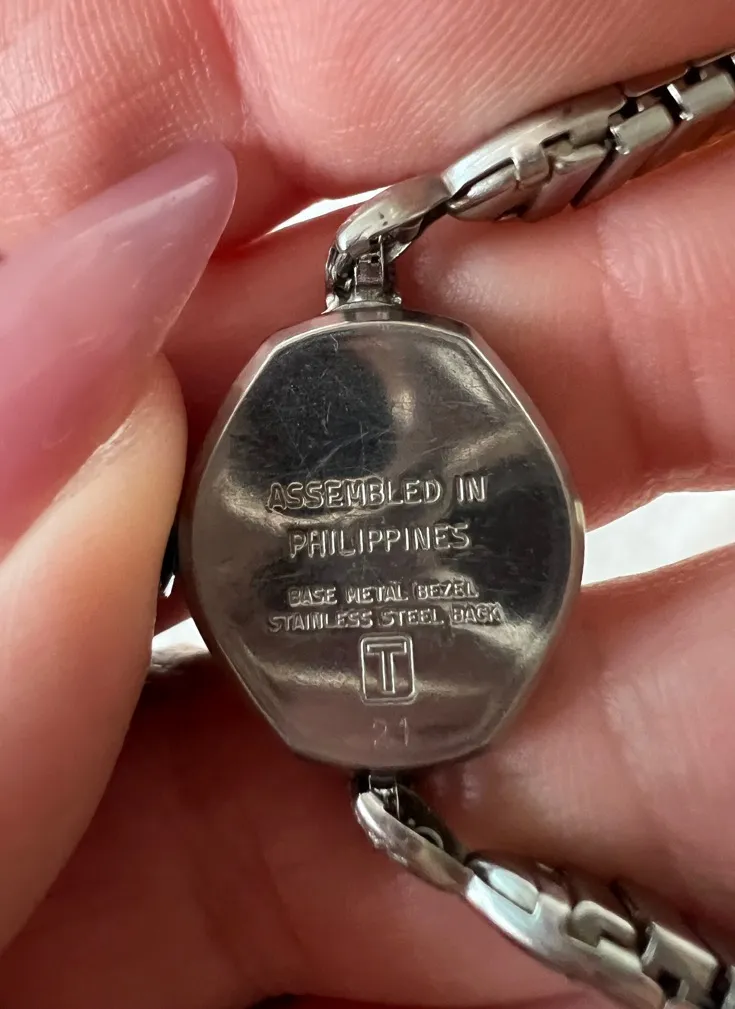 ASSEMBLED IN
PHILIPPINES
BASE METAL BEZEL
STAINLESS STEEL BACK
T
21